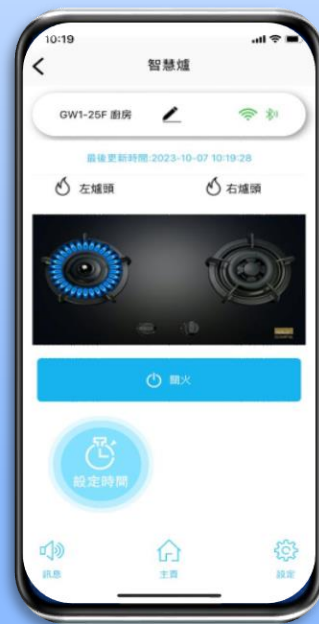 10:19
智慧爐
GW1-25F 廚房
最後更新時間:2023-10-07 10:19:28
左爐頭
右爐頭
關火
設定時間
訊息
主頁
設定